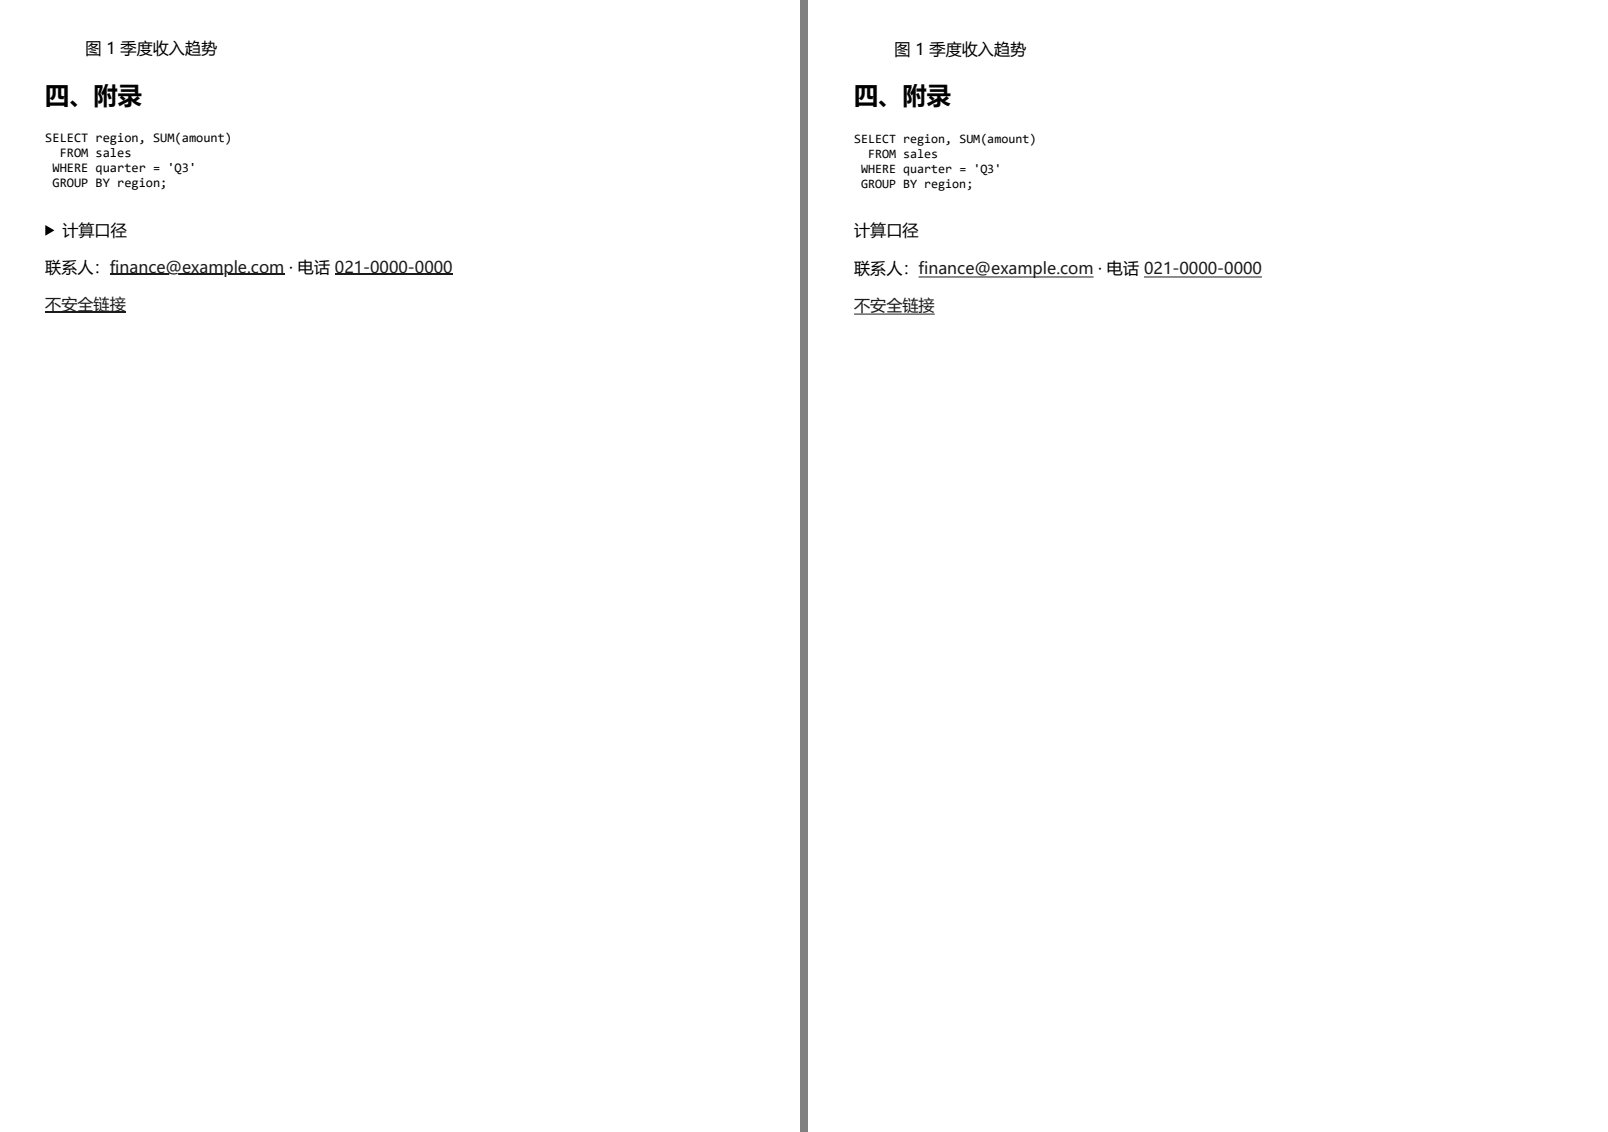 图 1 季度收入趋势
四、附录
SELECT region, SUM(amount)
  FROM sales
 WHERE quarter = 'Q3'
 GROUP BY region;
▶ 计算口径
联系人：finance@example.com · 电话 021-0000-0000
不安全链接
图 1 季度收入趋势
四、附录
SELECT region, SUM(amount)
  FROM sales
 WHERE quarter = 'Q3'
 GROUP BY region;
计算口径
联系人：finance@example.com · 电话 021-0000-0000
不安全链接